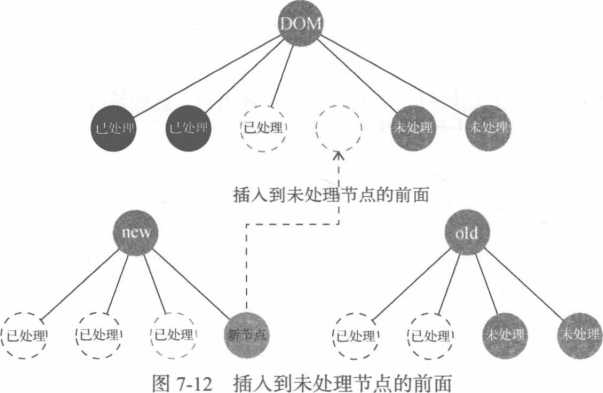 DOM
已处理 已处理 已处理 未处理 未处理
插入到未处理节点的前面
new old
已处理 已处理 已处理 新节点 已处理 已处理 未处理 未处理
图 7-12 插入到未处理节点的前面